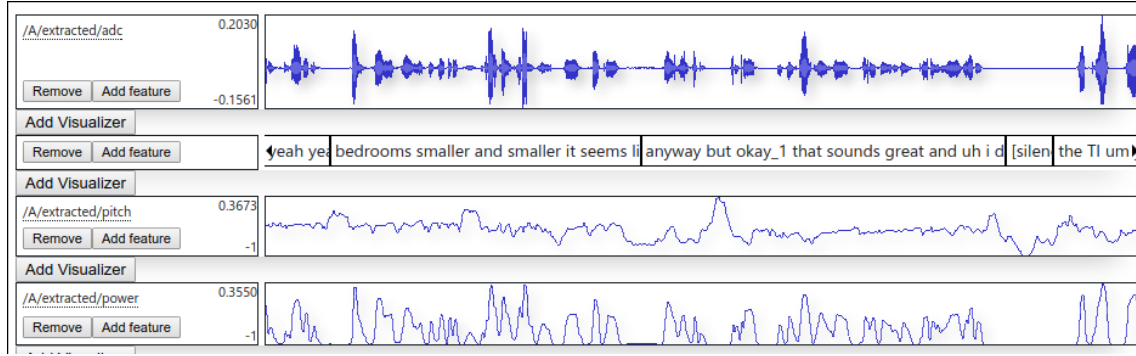 /A/extracted/adc
0.2030
Remove Add feature
-0.1561
Add Visualizer
Remove Add feature
yeah yea bedrooms smaller and smaller it seems li anyway but okay_1 that sounds great and uh i d [silen the TI um
Add Visualizer
/A/extracted/pitch
0.3673
Remove Add feature
-1
Add Visualizer
/A/extracted/power
0.3550
Remove Add feature
-1